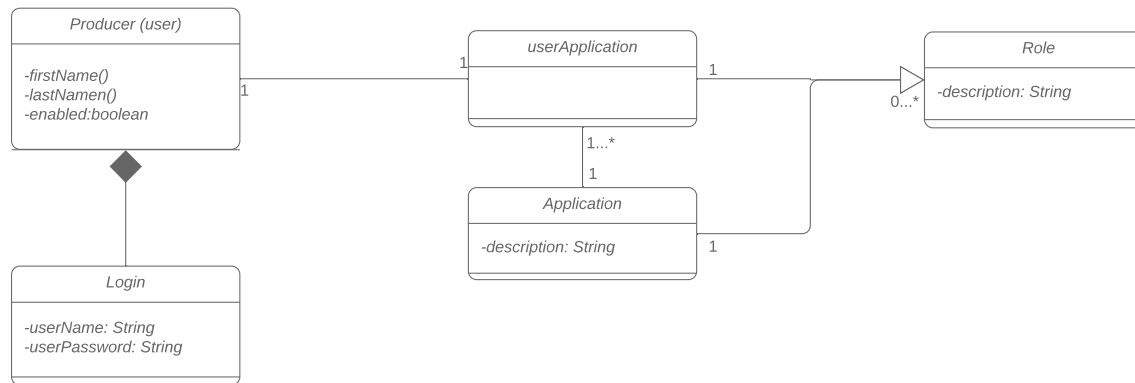 Producer (user)
-firstName()
-lastNamen()
-enabled:boolean
1
1
userApplication
1
0...*
Role
-description: String
1...*
1
Application
-description: String
1
Login
-userName: String
-userPassword: String